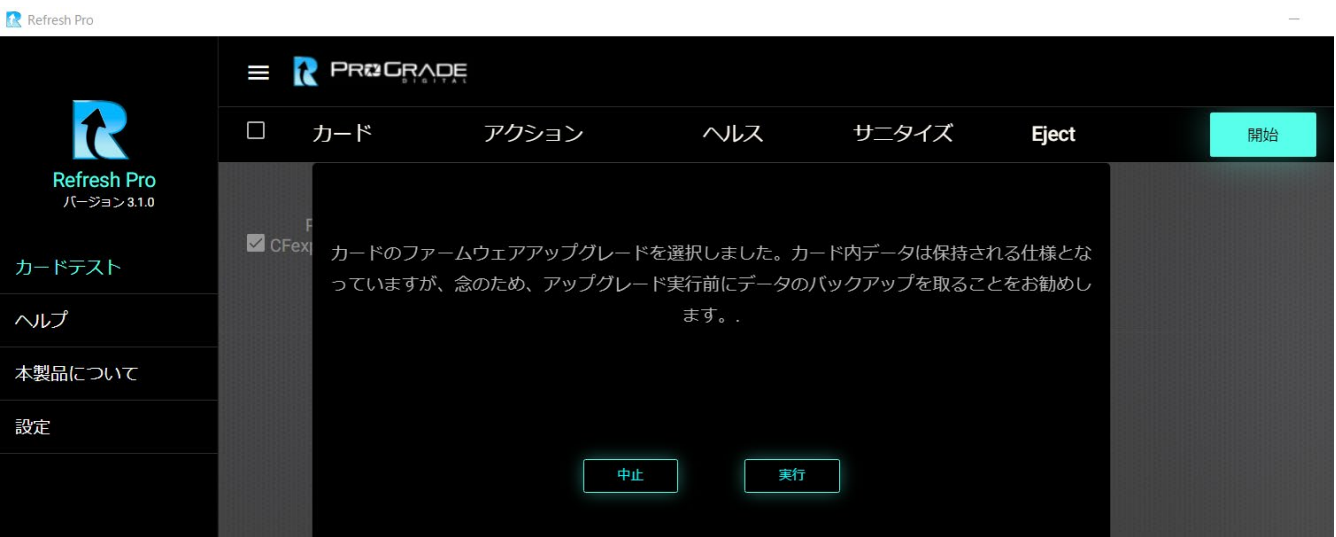 Refresh Pro
PROGRADE
DIGITAL
カード アクション ヘルス サニタイズ Eject 開始
Refresh Pro
バージョン 3.1.0
カードテスト
ヘルプ
本製品について
設定
カードのファームウェアアップグレードを選択しました。カード内データは保持される仕様とな
っていますが、念のため、アップグレード実行前にデータのバックアップを取ることをお勧めし
ます。.
中止 実行